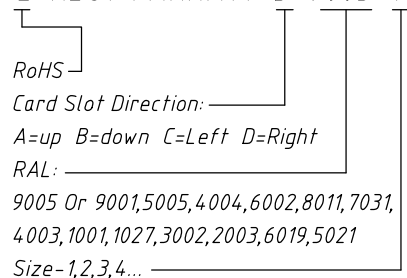 RoHS
Card Slot Direction:
A=up B=down C=Left D=Right
RAL:
9005 Or 9001,5005,4004,6002,8011,7031,
4003,1001,1027,3002,2003,6019,5021
Size-1,2,3,4...